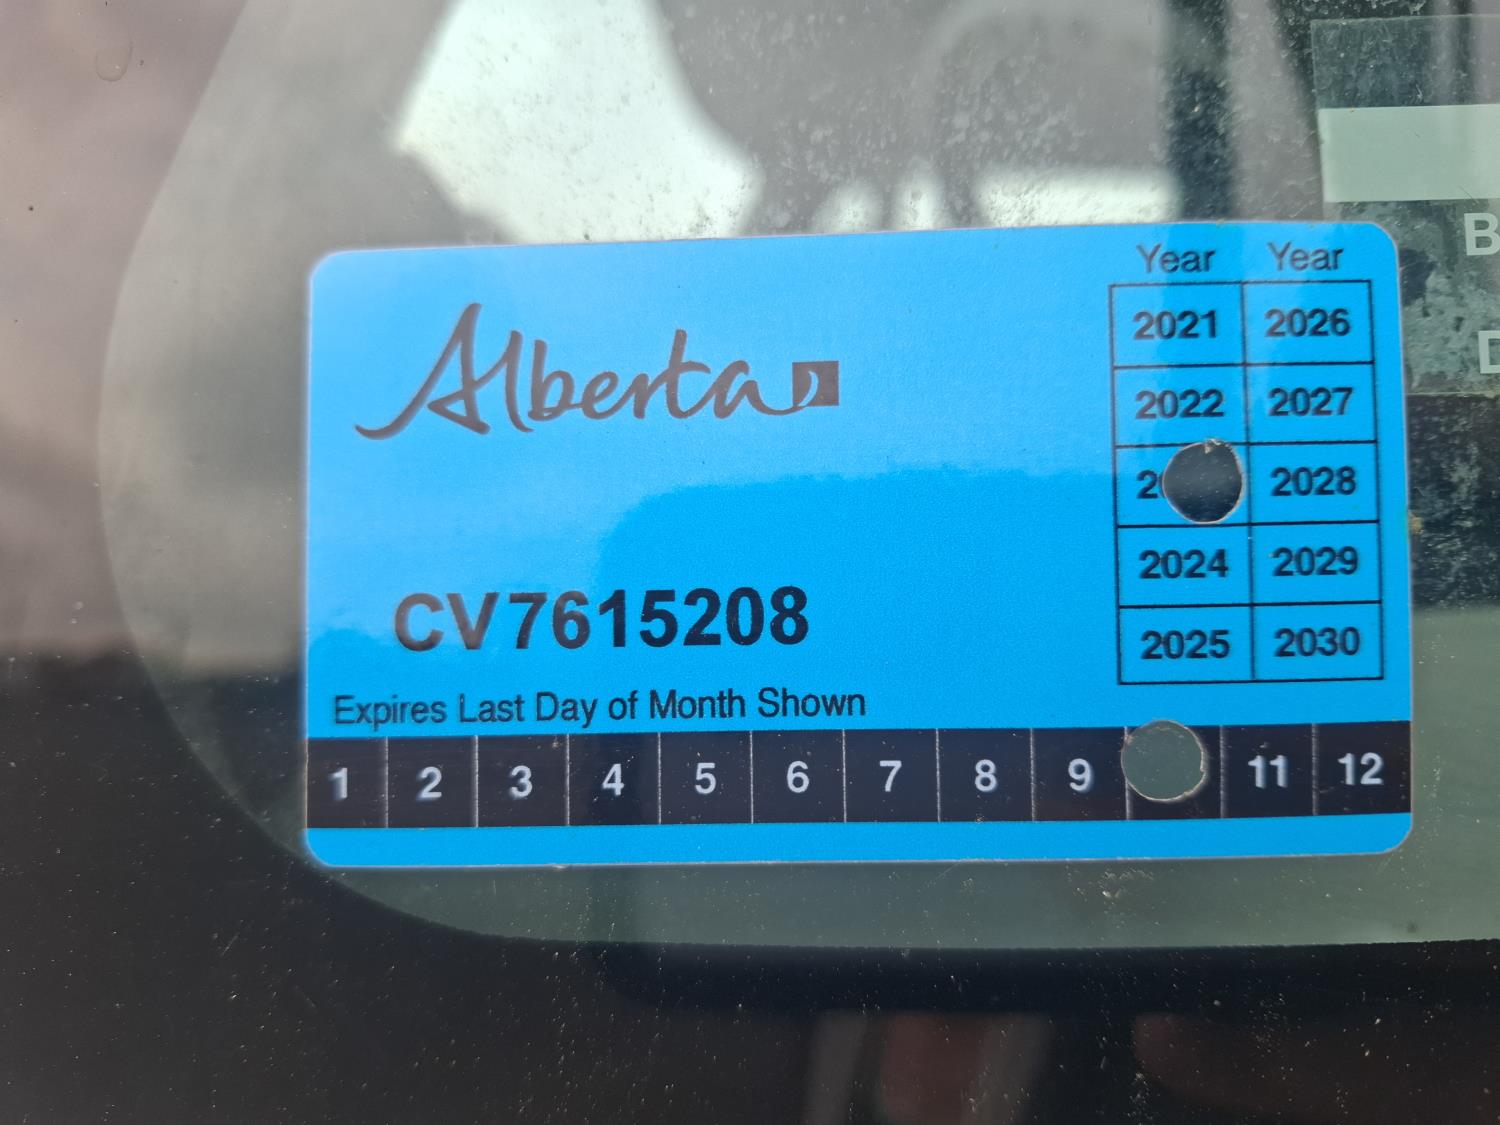 Alberta
CV7615208
Expires Last Day of Month Shown
Year Year
2021 2026
2022 2027
2 2028
2024 2029
2025 2030
1 2 3 4 5 6 7 8 9 11 12
B
D